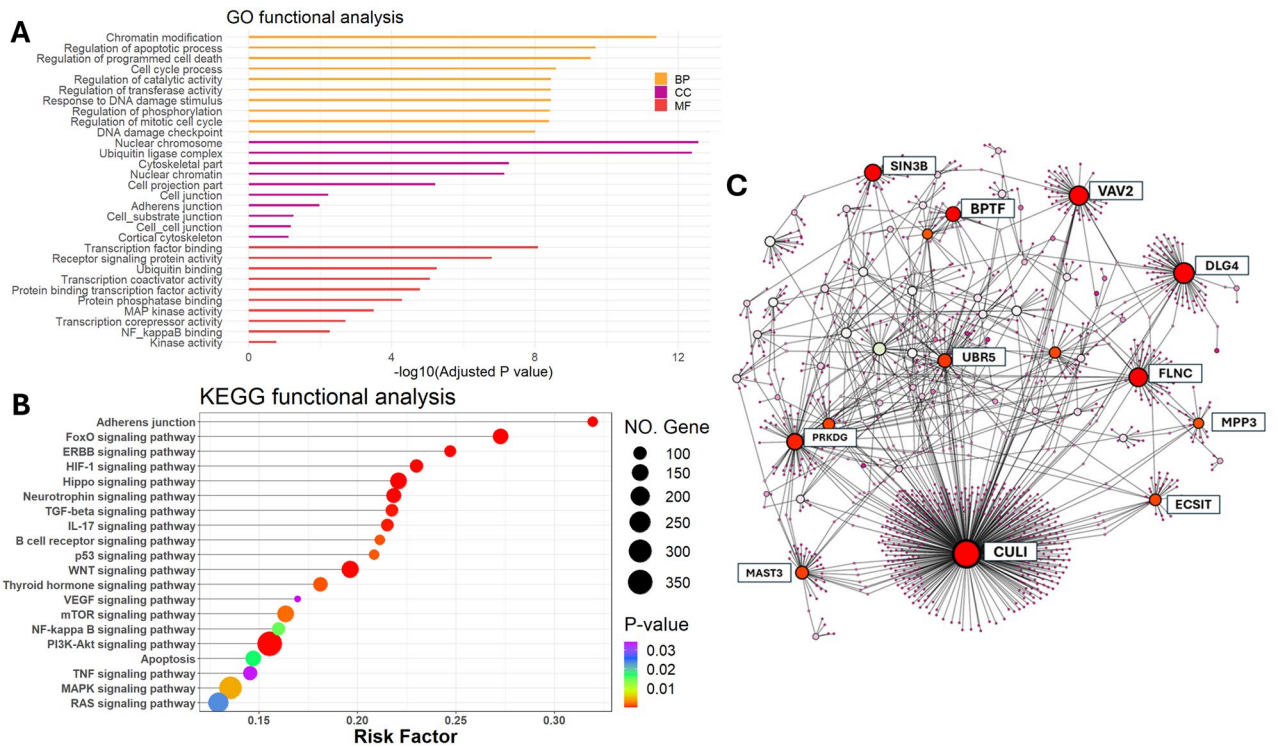 A
GO functional analysis
Chromatin modification
Regulation of apoptotic process
Regulation of programmed cell death
Cell cycle process
Regulation of catalytic activity
Regulation of transferase activity
Response to DNA damage stimulus
Regulation of phosphorylation
Regulation of mitotic cell cycle
DNA damage checkpoint
Nuclear chromosome
Ubiquitin ligase complex
Cytoskeletal part
Nuclear chromatin
Cell projection part
Cell junction
Adherens junction
Cell_substrate junction
Cell_cell junction
Cortical cytoskeleton
Transcription factor binding
Receptor signaling protein activity
Ubiquitin binding
Transcription coactivator activity
Protein binding transcription factor activity
Protein phosphatase binding
MAP kinase activity
Transcription corepressor activity
NF_kappaB binding
Kinase activity
0 4 8 12
-log10(Adjusted P value)
BP
CC
MF
B
KEGG functional analysis
Adherens junction
FoxO signaling pathway
ERBB signaling pathway
HIF-1 signaling pathway
Hippo signaling pathway
Neurotrophin signaling pathway
TGF-beta signaling pathway
IL-17 signaling pathway
B cell receptor signaling pathway
p53 signaling pathway
WNT signaling pathway
Thyroid hormone signaling pathway
VEGF signaling pathway
mTOR signaling pathway
NF-kappa B signaling pathway
PI3K-Akt signaling pathway
Apoptosis
TNF signaling pathway
MAPK signaling pathway
RAS signaling pathway
0.15 0.20 0.25 0.30
Risk Factor
NO. Gene
100
150
200
250
300
350
P-value
0.03
0.02
0.01
C
SIN3B
VAV2
BPTF
DLG4
UBR5
FLNC
MPP3
PRKDG
ECSIT
CULI
MAST3